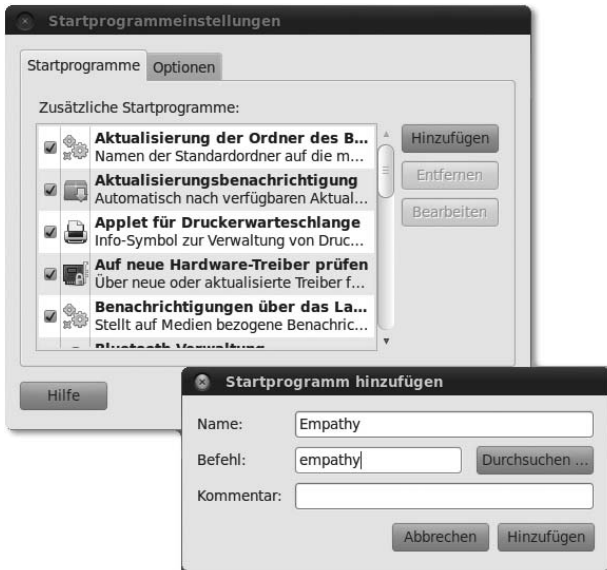 Startprogrammeinstellungen
Startprogramme
Optionen
Zusätzliche Startprogramme:
Aktualisierung der Ordner des B...
Namen der Standardordner auf die m...
Aktualisierungsbenachrichtigung
Automatisch nach verfügbaren Aktual...
Applet für Druckerwarteschlange
Info-Symbol zur Verwaltung von Druc...
Auf neue Hardware-Treiber prüfen
Über neue oder aktualisierte Treiber f...
Benachrichtigungen über das La...
Stellt auf Medien bezogene Benachric...
Bluetooth-Verwaltung
Hinzufügen
Entfernen
Bearbeiten
Hilfe
Startprogramm hinzufügen
Name: Empathy
Befehl: empathy Durchsuchen ...
Kommentar:
Abbrechen Hinzufügen